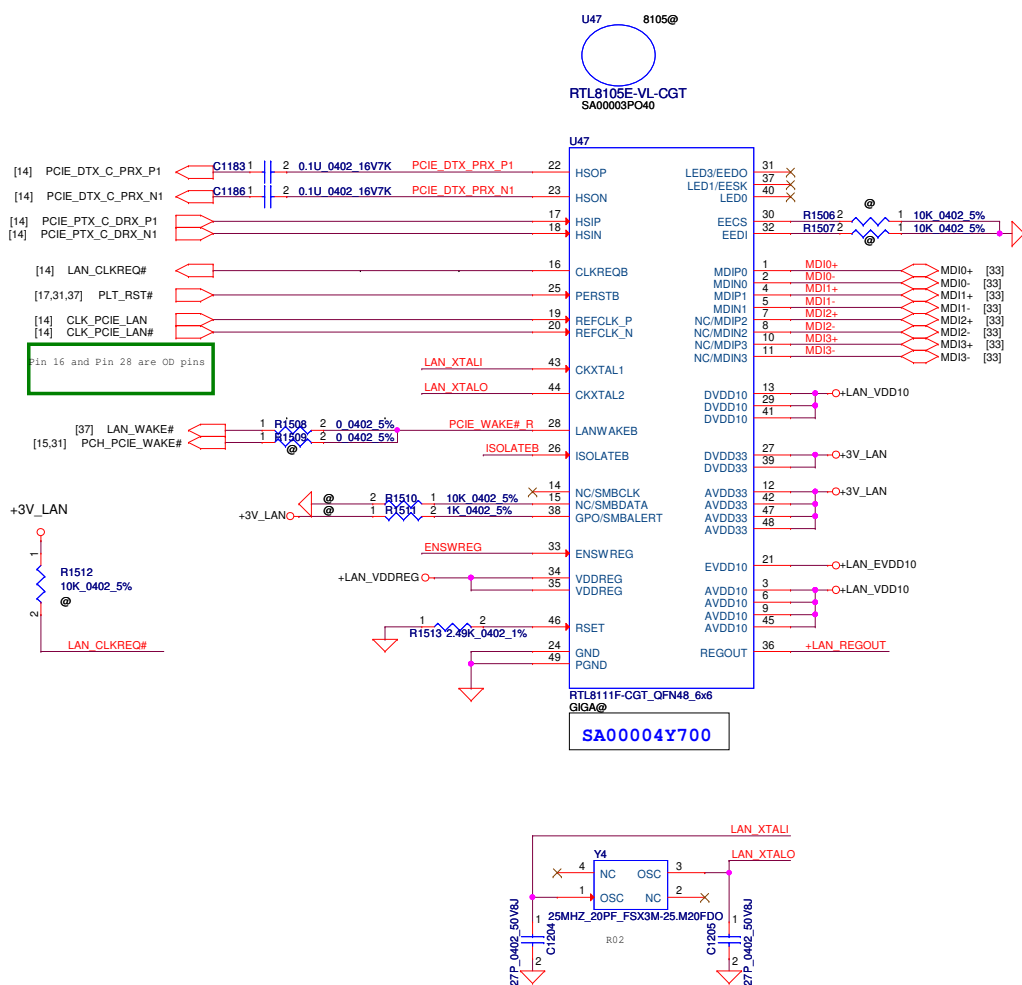 U47 8105@
RTL8105E-VL-CGT
SA00003PO40
U47
[14] PCIE_DTX_C_PRX_P1 C1183 1 2 0.1U_0402_16V7K PCIE_DTX_PRX_P1 22 HSOP
[14] PCIE_DTX_C_PRX_N1 C1186 1 2 0.1U_0402_16V7K PCIE_DTX_PRX_N1 23 HSON
[14] PCIE_PTX_C_DRX_P1 17 HSIP
[14] PCIE_PTX_C_DRX_N1 18 HSIN
[14] LAN_CLKREQ# 16 CLKREQB
[17,31,37] PLT_RST# 25 PERSTB
[14] CLK_PCIE_LAN 19 REFCLK_P
[14] CLK_PCIE_LAN# 20 REFCLK_N
Pin 16 and Pin 28 are OD pins
LAN_XTALI 43 CKXTAL1
LAN_XTALO 44 CKXTAL2
[37] LAN_WAKE# 1 R1508 2 0_0402_5% PCIE_WAKE#_R 28 LANWAKEB
[15,31] PCH_PCIE_WAKE# 1 R1509 2 0_0402_5%
@
ISOLATEB 26 ISOLATEB
14 NC/SMBCLK
@ 2 R1510 1 10K_0402_5% 15 NC/SMBDATA
+3V_LAN @ 1 R1511 2 1K_0402_5% 38 GPO/SMBALERT
ENSWREG 33 ENSWREG
+LAN_VDDREG 34 VDDREG
35 VDDREG
1 2 46 RSET
R1513 2.49K_0402_1%
24 GND
49 PGND
+3V_LAN
1
R1512
10K_0402_5%
@
2
LAN_CLKREQ#
LED3/EEDO 31
LED1/EESK 37
LED0 40
@
EECS 30 R1506 2 1 10K_0402_5%
EEDI 32 R1507 2 1 10K_0402_5%
@
MDIP0 1 MDI0+ MDI0+ [33]
MDIN0 2 MDI0- MDI0- [33]
MDIP1 4 MDI1+ MDI1+ [33]
MDIN1 5 MDI1- MDI1- [33]
NC/MDIP2 7 MDI2+ MDI2+ [33]
NC/MDIN2 8 MDI2- MDI2- [33]
NC/MDIP3 10 MDI3+ MDI3+ [33]
NC/MDIN3 11 MDI3- MDI3- [33]
DVDD10 13 +LAN_VDD10
DVDD10 29
DVDD10 41
DVDD33 27 +3V_LAN
DVDD33 39
AVDD33 12 +3V_LAN
AVDD33 42
AVDD33 47
AVDD33 48
EVDD10 21 +LAN_EVDD10
AVDD10 3 +LAN_VDD10
AVDD10 6
AVDD10 9
AVDD10 45
REGOUT 36 +LAN_REGOUT
RTL8111F-CGT_QFN48_6x6
GIGA@
SA00004Y700
LAN_XTALI
LAN_XTALO
Y4
4 NC OSC 3
1 OSC NC 2
25MHZ_20PF_FSX3M-25.M20FDO
R02
1 C1204 2 27P_0402_50V8J
1 C1205 2 27P_0402_50V8J